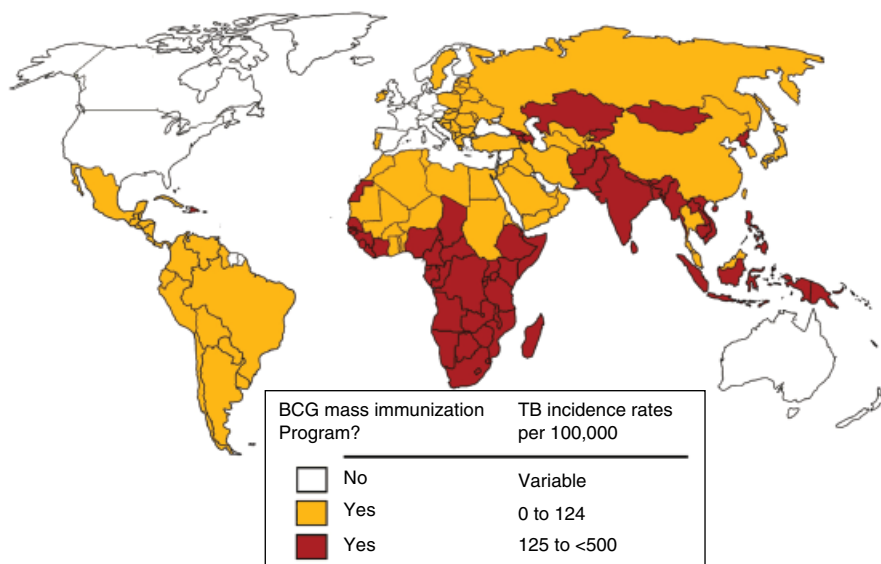 BCG mass immunization TB incidence rates
Program? per 100,000
No Variable
Yes 0 to 124
Yes 125 to <500